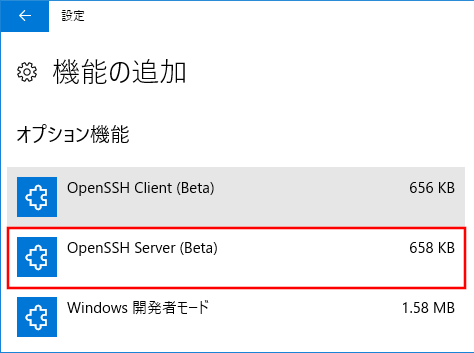 設定
機能の追加
オプション機能
OpenSSH Client (Beta) 656 KB
OpenSSH Server (Beta) 658 KB
Windows 開発者モード 1.58 MB